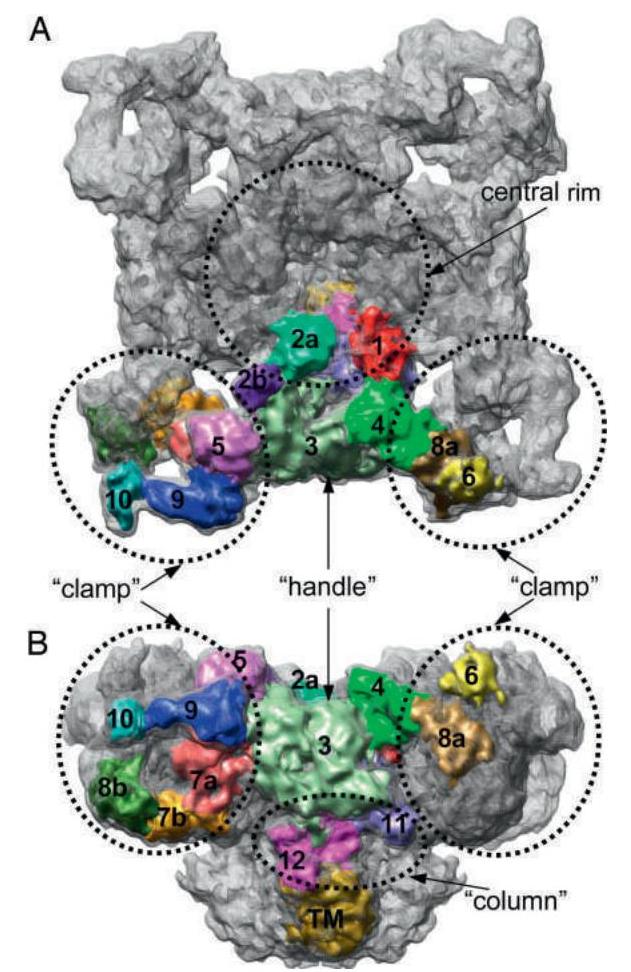 A
central rim
2a
1
2b
4
5
3
8a
6
10
9
"clamp"
"handle"
"clamp"
B
5
2a
4
6
10
9
3
8a
8b
7a
7b
11
12
"column"
TM